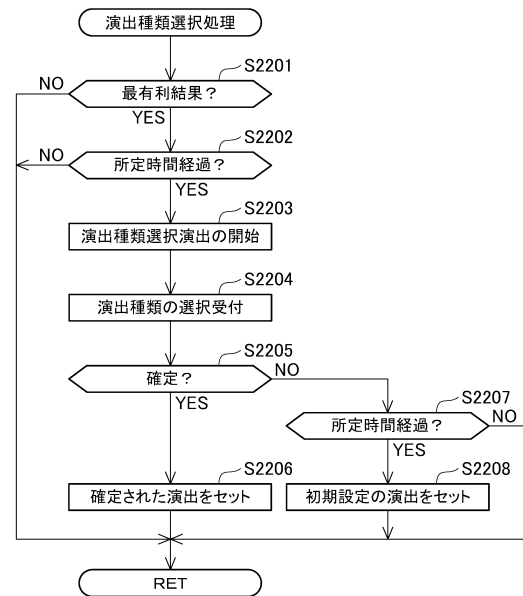 演出種類選択処理
S2201
最有利結果？
NO
YES
S2202
所定時間経過？
NO
YES
S2203
演出種類選択演出の開始
S2204
演出種類の選択受付
S2205
確定？
NO
YES
S2207
所定時間経過？
NO
YES
S2206
確定された演出をセット
S2208
初期設定の演出をセット
RET